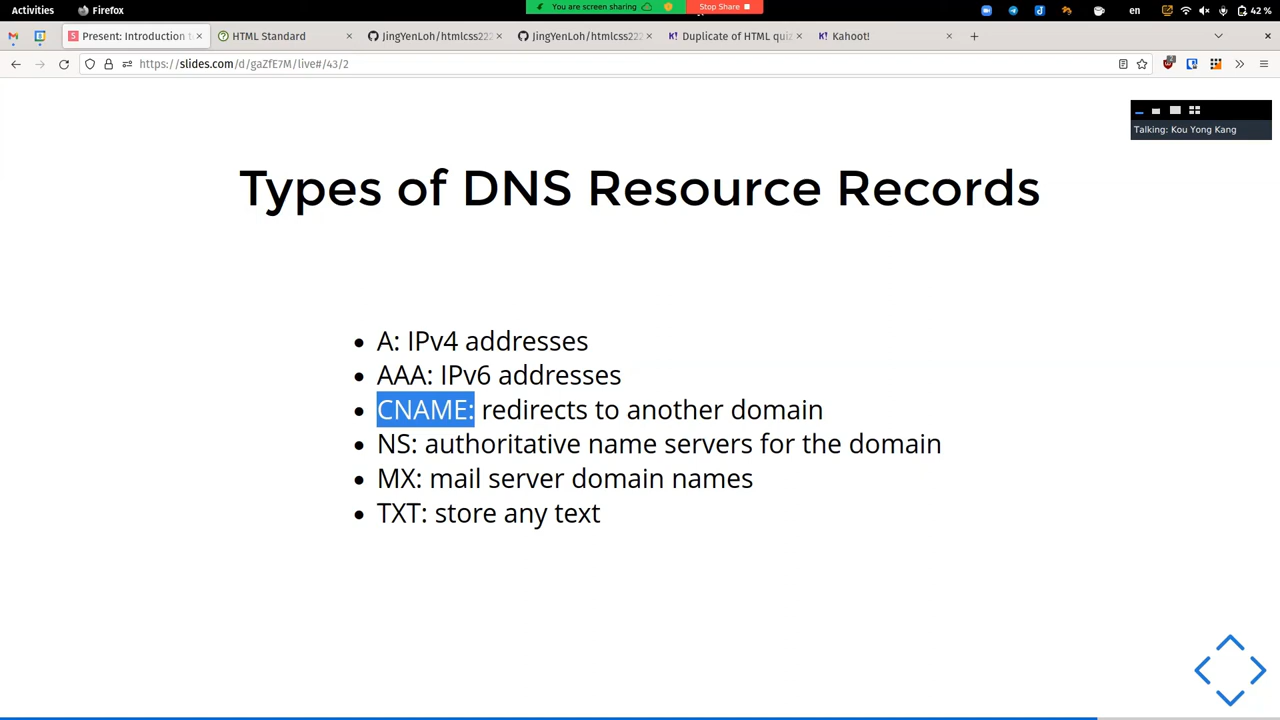 Activities
Firefox
You are screen sharing
Stop Share
en
42 %
Present: Introduction t
HTML Standard
JingYenLoh/htmlcss222
JingYenLoh/htmlcss222
Duplicate of HTML quiz
Kahoot!
https://slides.com/d/gaZfE7M/live#/43/2
Talking: Kou Yong Kang
Types of DNS Resource Records
• A: IPv4 addresses
• AAA: IPv6 addresses
• CNAME: redirects to another domain
• NS: authoritative name servers for the domain
• MX: mail server domain names
• TXT: store any text